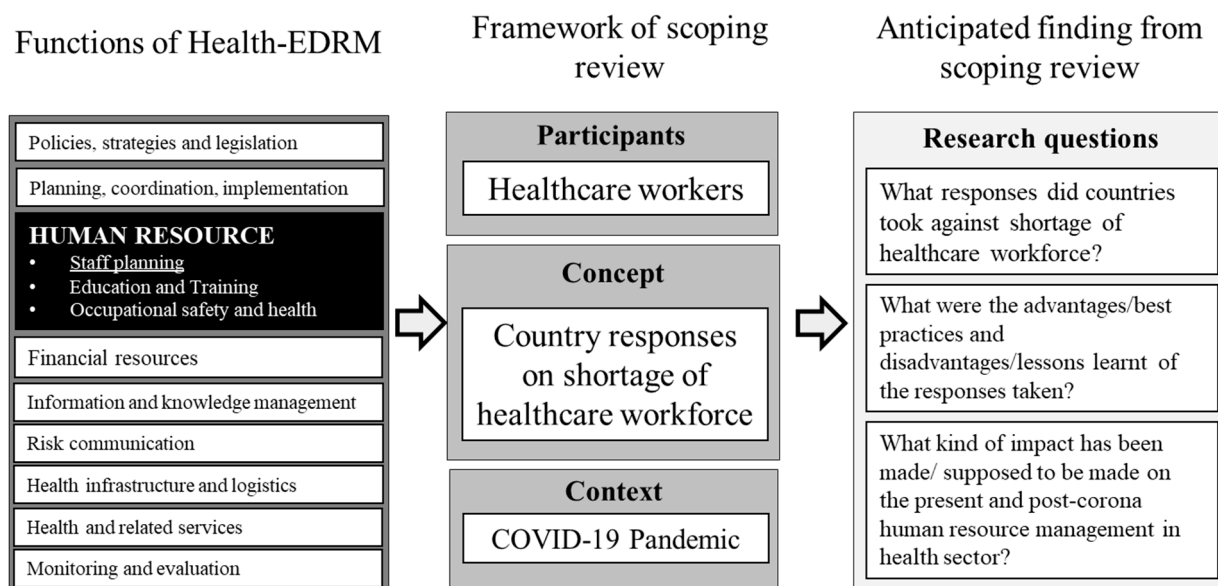 Functions of Health-EDRM
Policies, strategies and legislation
Planning, coordination, implementation
HUMAN RESOURCE
• Staff planning
• Education and Training
• Occupational safety and health
Financial resources
Information and knowledge management
Risk communication
Health infrastructure and logistics
Health and related services
Monitoring and evaluation
Framework of scoping
review
Participants
Healthcare workers
Concept
Country responses
on shortage of
healthcare workforce
Context
COVID-19 Pandemic
Anticipated finding from
scoping review
Research questions
What responses did countries
took against shortage of
healthcare workforce?
What were the advantages/best
practices and
disadvantages/lessons learnt of
the responses taken?
What kind of impact has been
made/ supposed to be made on
the present and post-corona
human resource management in
health sector?